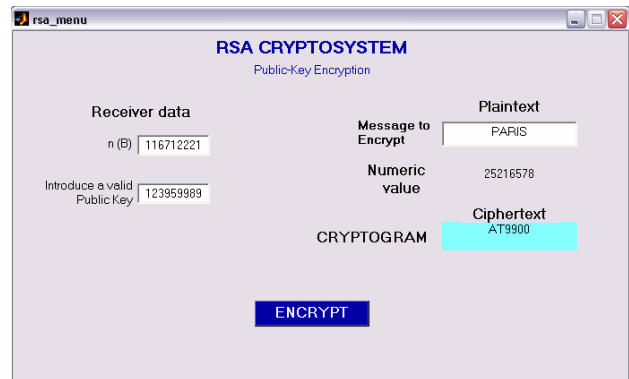 rsa_menu
RSA CRYPTOSYSTEM
Public-Key Encryption
Receiver data
n (B) 116712221
Introduce a valid
Public Key 123959989
Plaintext
Message to
Encrypt PARIS
Numeric
value 25216578
Ciphertext
CRYPTOGRAM AT9900
ENCRYPT